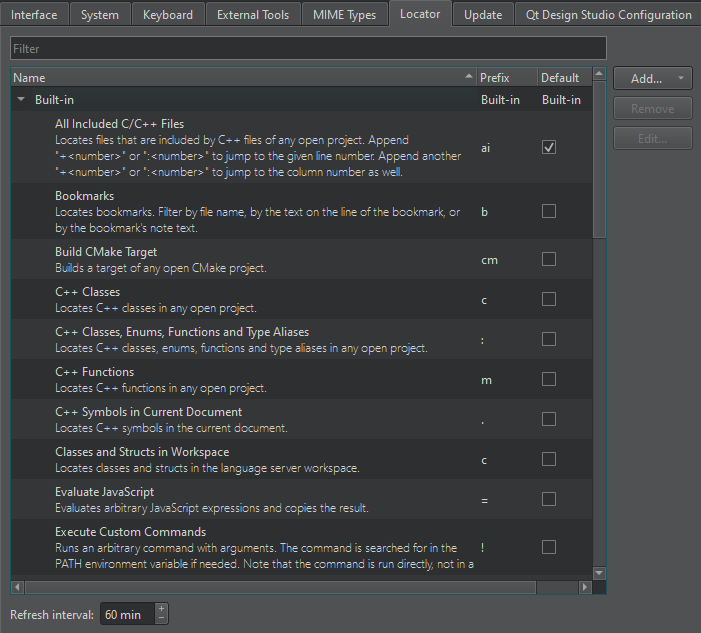 Interface System Keyboard External Tools MIME Types Locator Update Qt Design Studio Configuration
Filter
Name Prefix Default
Built-in Built-in Built-in
All Included C/C++ Files
Locates files that are included by C++ files of any open project. Append
"+<number>" or ":<number>" to jump to the given line number. Append another
"+<number>" or ":<number>" to jump to the column number as well.
ai
Bookmarks
Locates bookmarks. Filter by file name, by the text on the line of the bookmark, or
by the bookmark's note text.
b
Build CMake Target
Builds a target of any open CMake project.
cm
C++ Classes
Locates C++ classes in any open project.
c
C++ Classes, Enums, Functions and Type Aliases
Locates C++ classes, enums, functions and type aliases in any open project.
:
C++ Functions
Locates C++ functions in any open project.
m
C++ Symbols in Current Document
Locates C++ symbols in the current document.
.
Classes and Structs in Workspace
Locates classes and structs in the language server workspace.
c
Evaluate JavaScript
Evaluates arbitrary JavaScript expressions and copies the result.
=
Execute Custom Commands
Runs an arbitrary command with arguments. The command is searched for in the
PATH environment variable if needed. Note that the command is run directly, not in a
!
Add...
Remove
Edit...
Refresh interval: 60 min